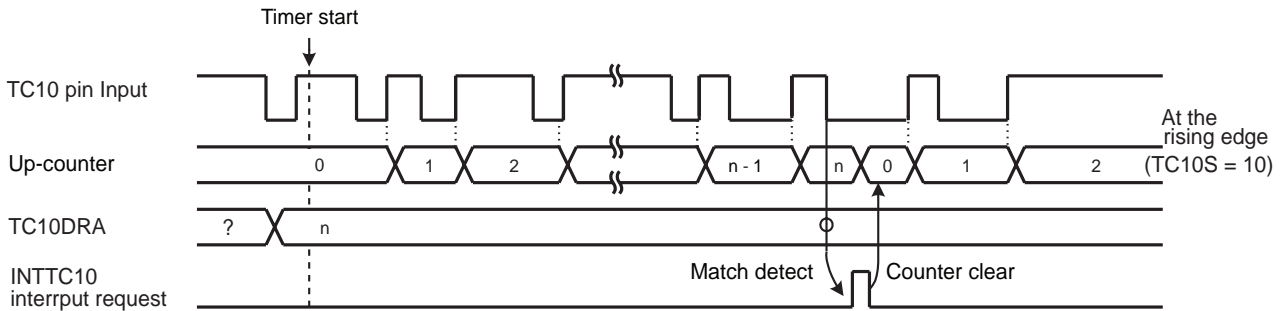 Timer start
TC10 pin Input
At the
rising edge
(TC10S = 10)
Up-counter
0 1 2 n - 1 n 0 1 2
TC10DRA
? n
INTTC10
interrput request
Match detect
Counter clear